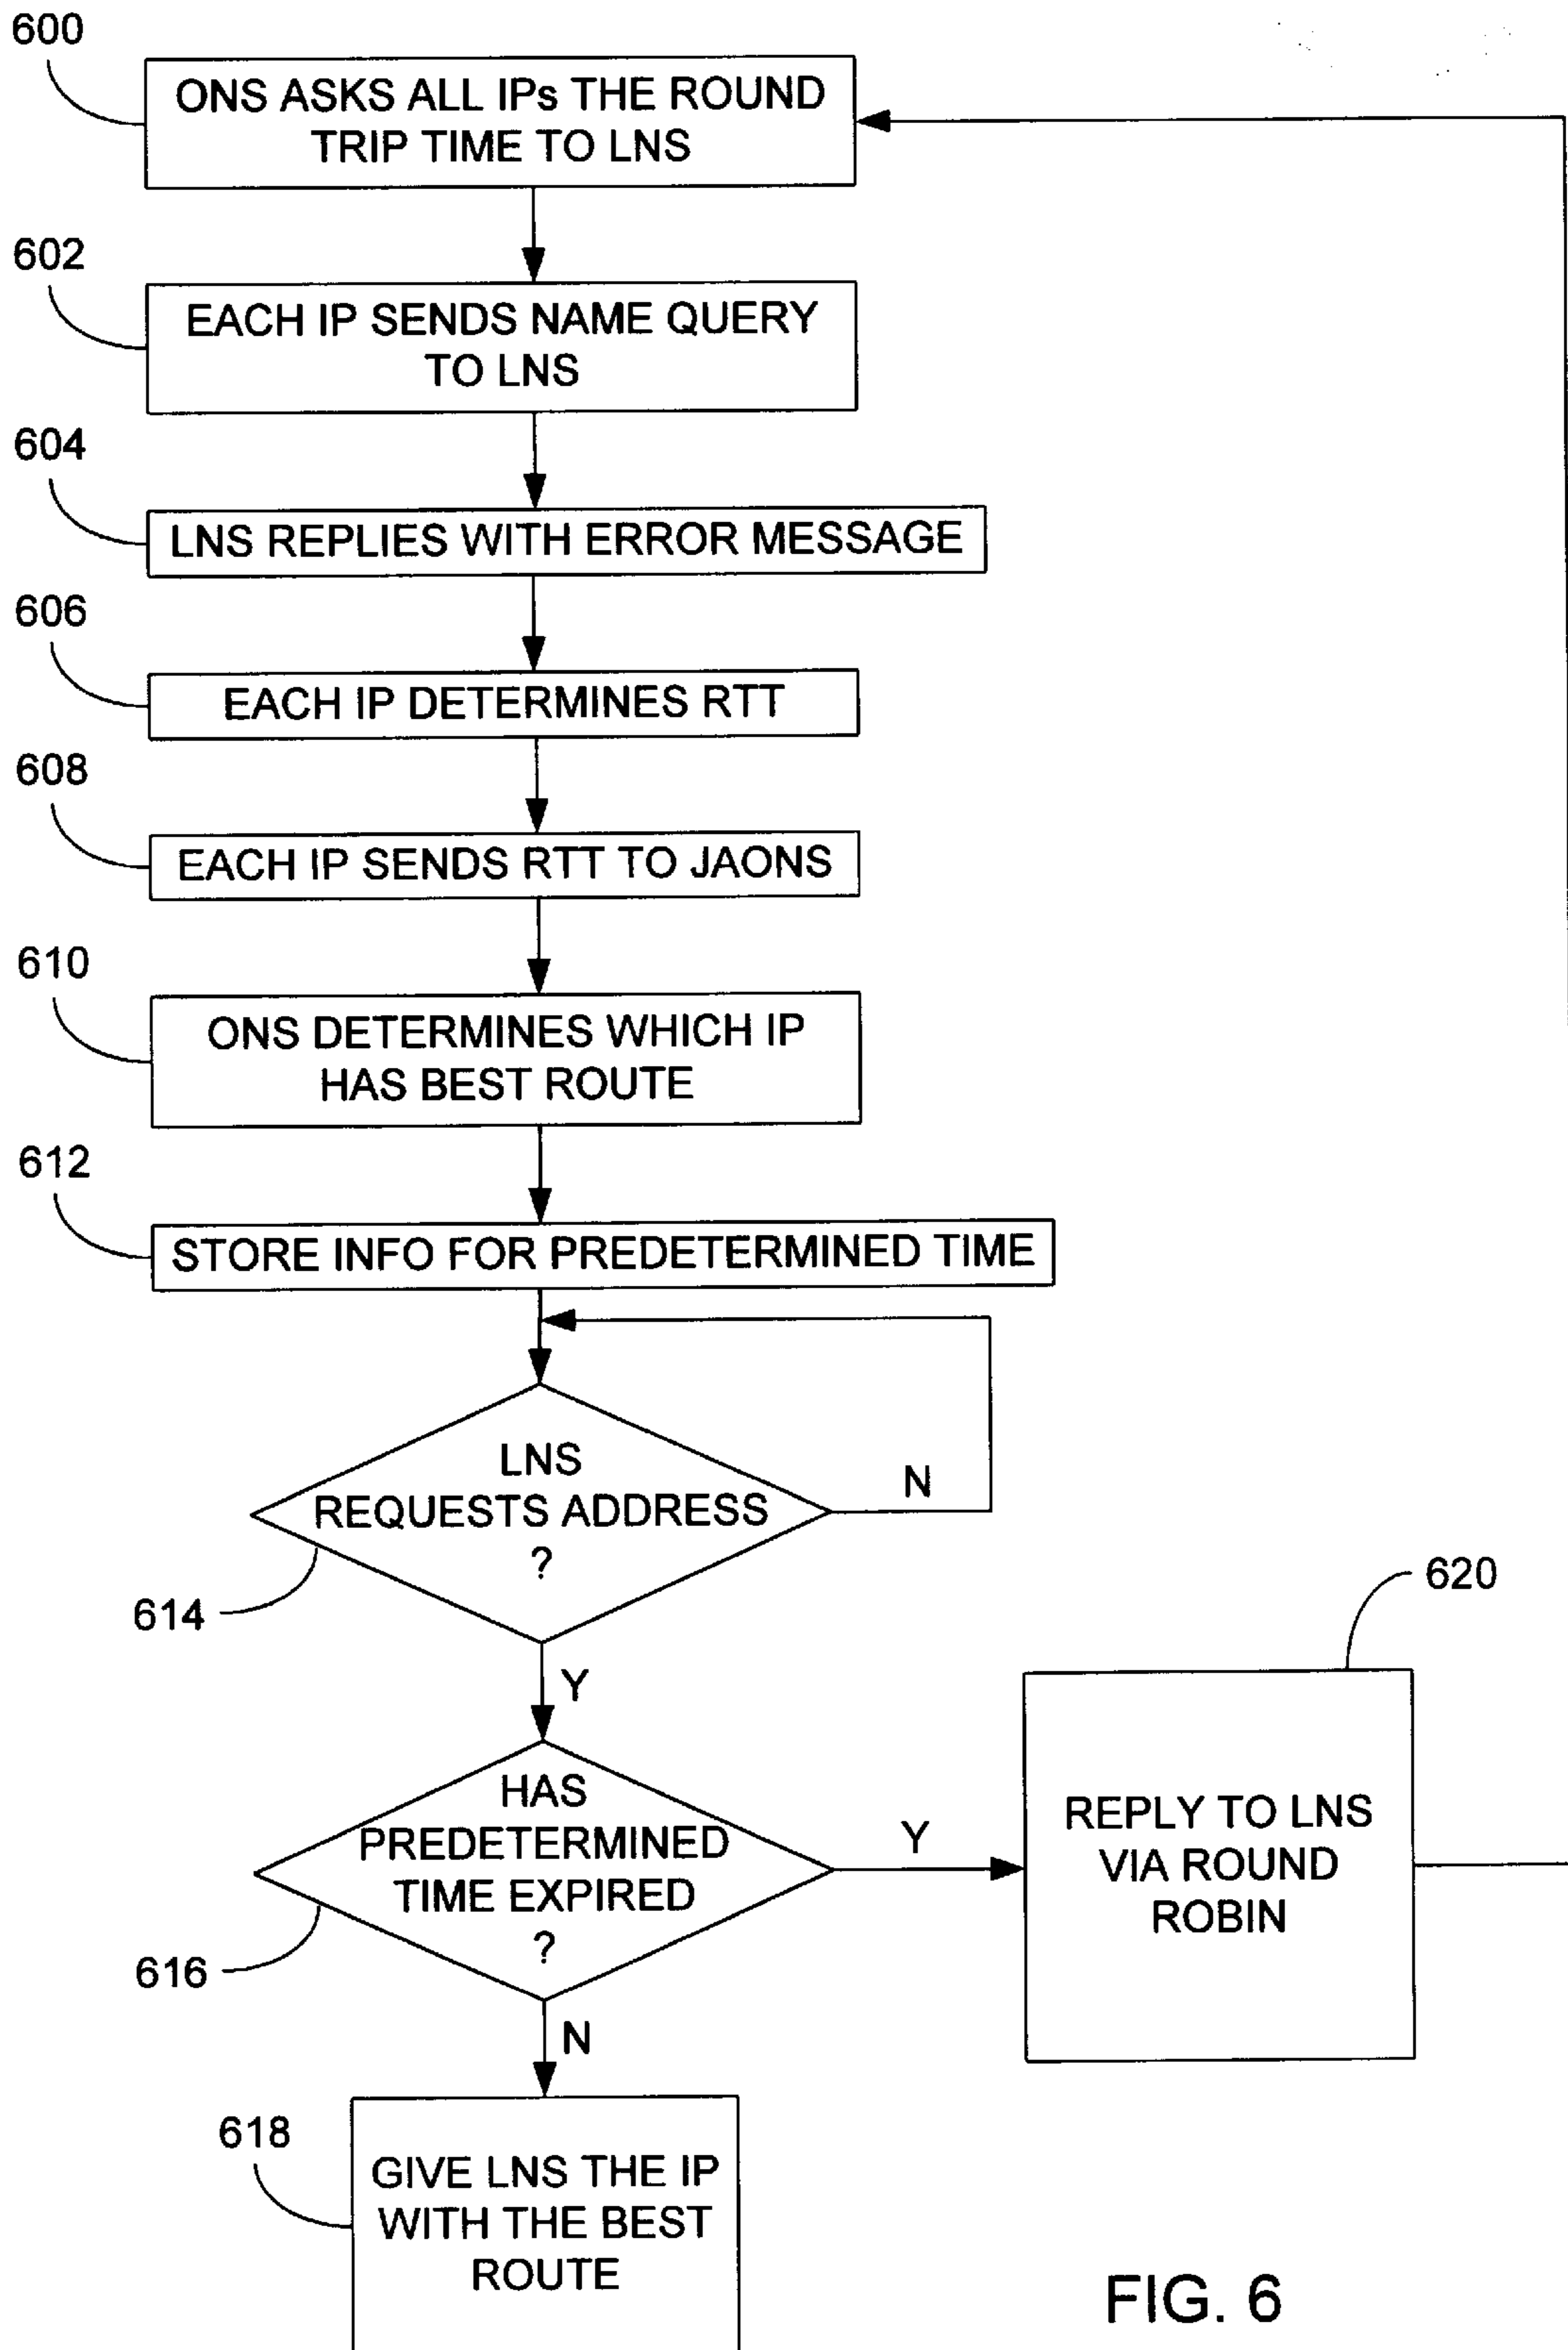 600
ONS ASKS ALL IPs THE ROUND
TRIP TIME TO LNS
602
EACH IP SENDS NAME QUERY
TO LNS
604
LNS REPLIES WITH ERROR MESSAGE
606
EACH IP DETERMINES RTT
608
EACH IP SENDS RTT TO JAONS
610
ONS DETERMINES WHICH IP
HAS BEST ROUTE
612
STORE INFO FOR PREDETERMINED TIME
LNS
REQUESTS ADDRESS
?
N
614
Y
HAS
PREDETERMINED
TIME EXPIRED
?
Y
616
N
620
REPLY TO LNS
VIA ROUND
ROBIN
618
GIVE LNS THE IP
WITH THE BEST
ROUTE
FIG. 6